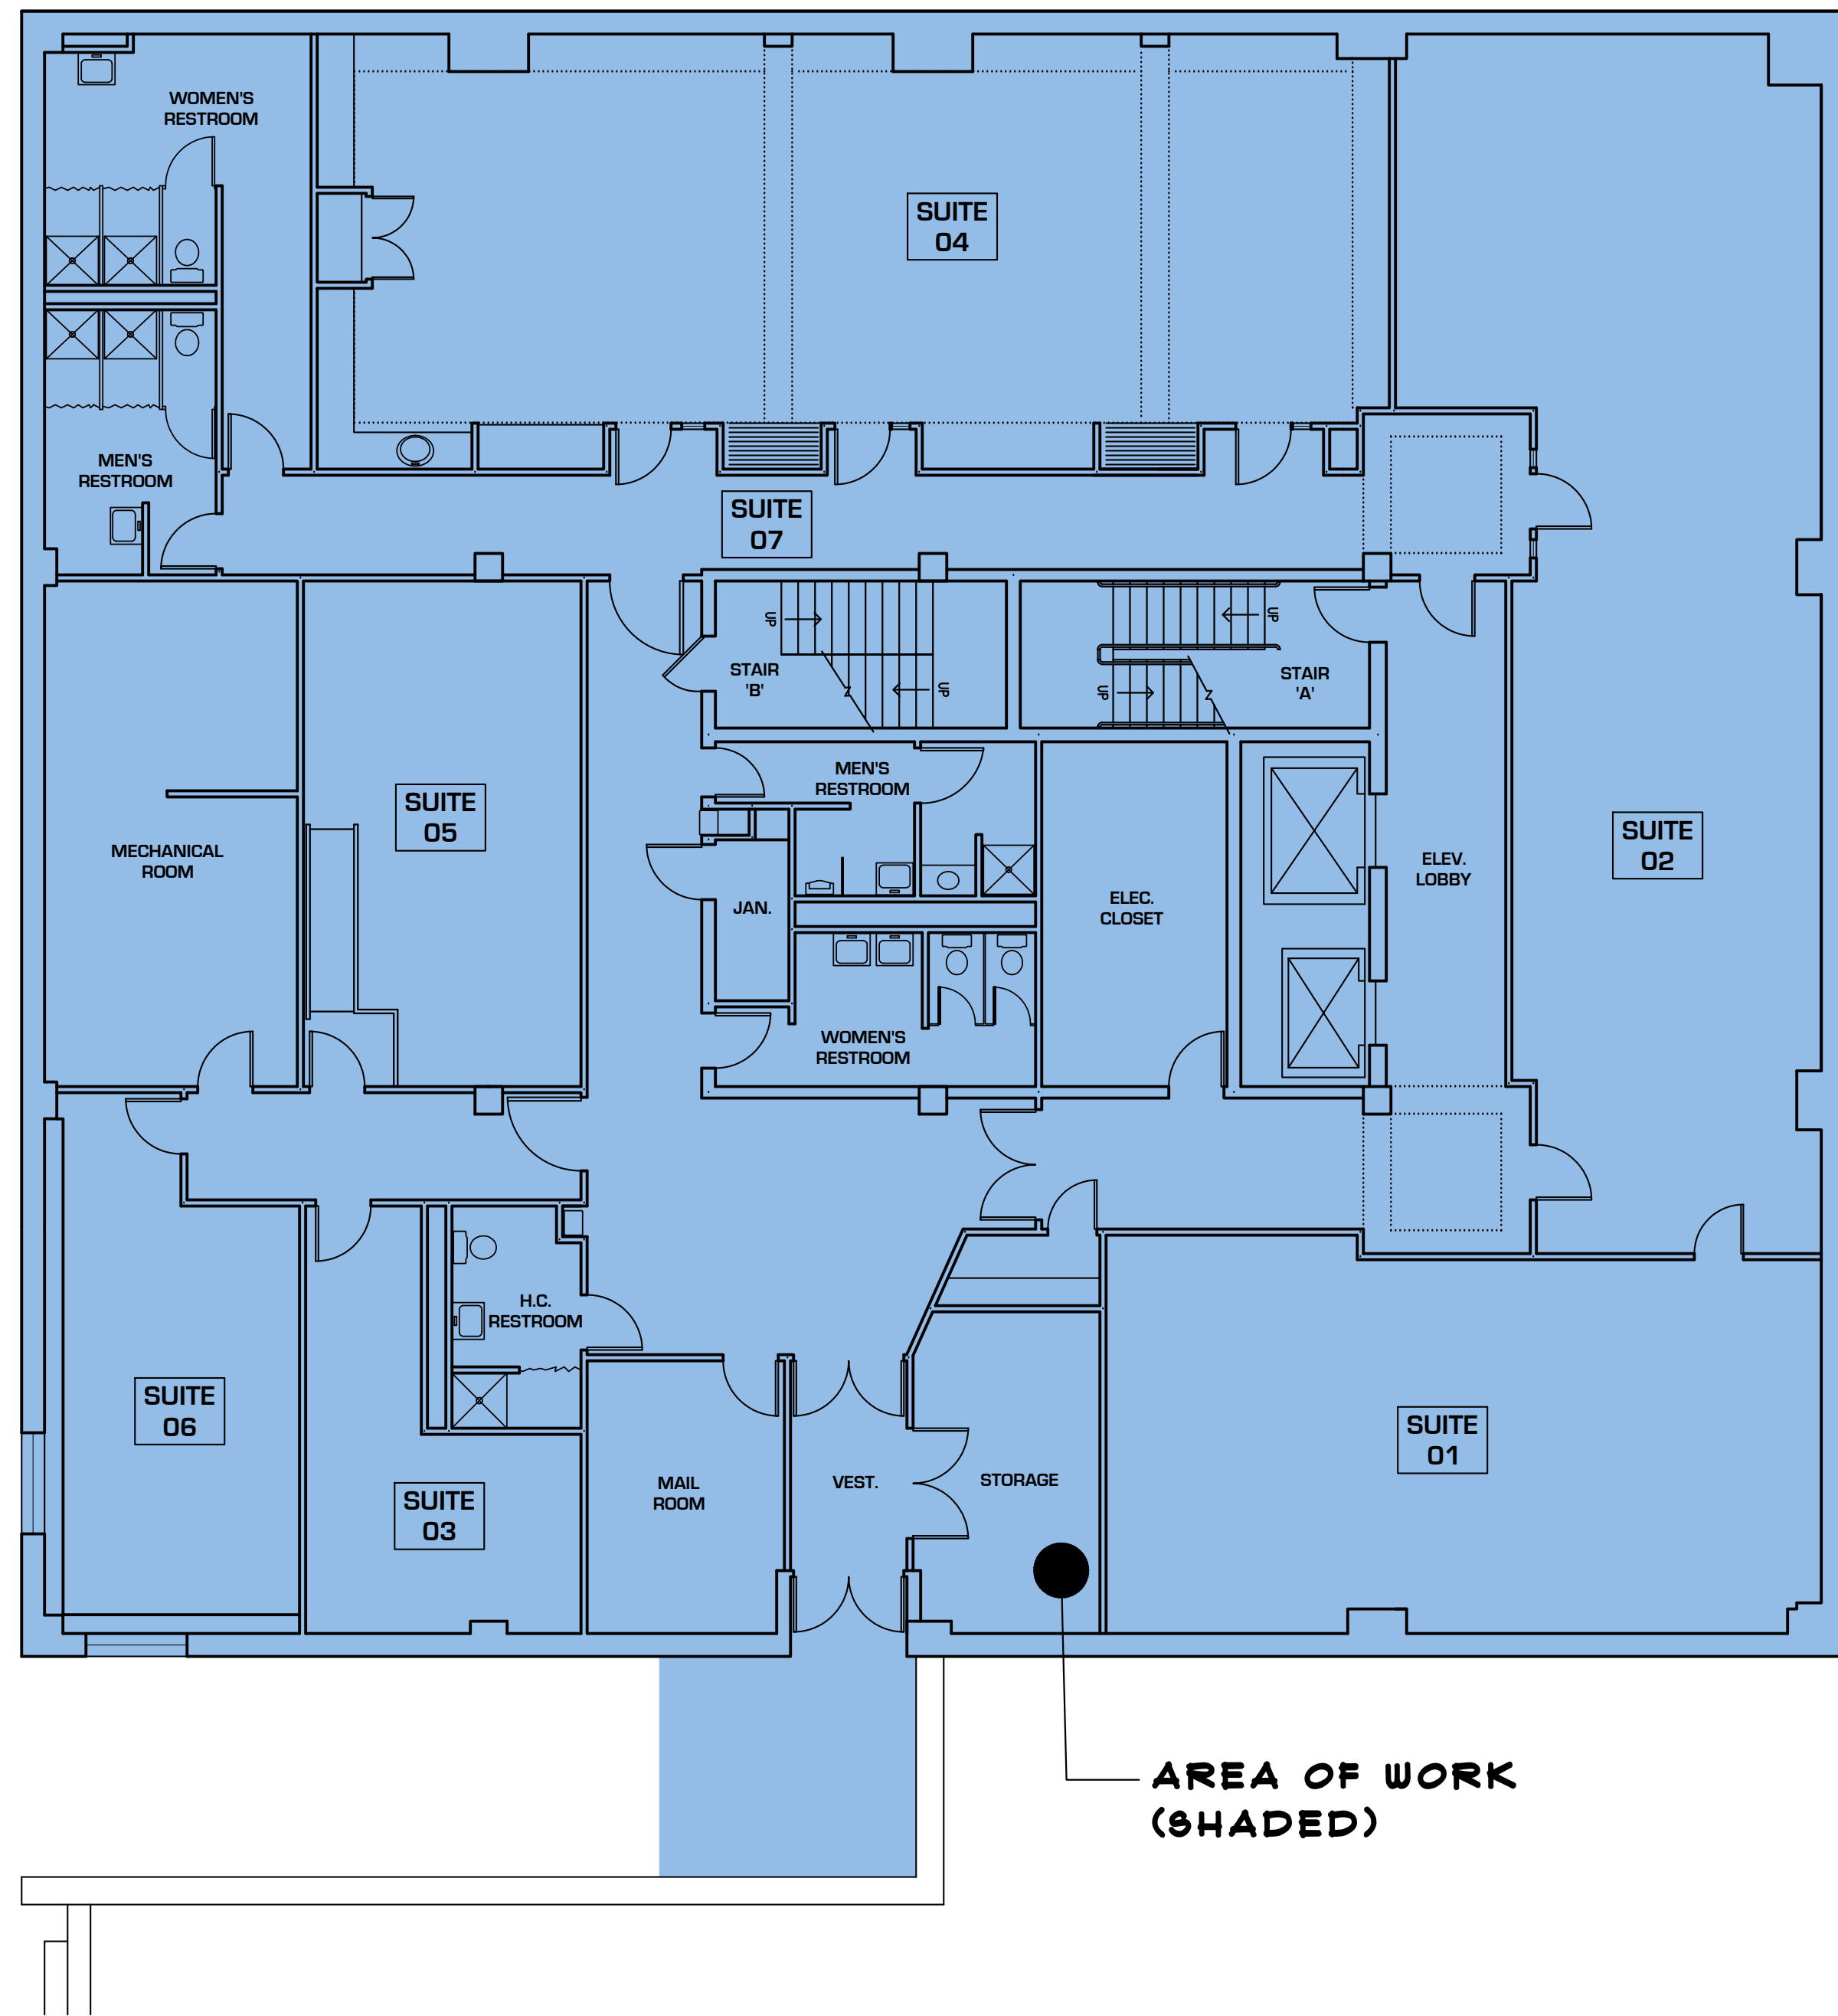 WOMEN'S
RESTROOM
SUITE
04
MEN'S
RESTROOM
SUITE
07
UP
UP
STAIR
'B'
UP
UP
STAIR
'A'
MEN'S
RESTROOM
SUITE
05
SUITE
02
MECHANICAL
ROOM
ELEV.
LOBBY
JAN.
ELEC.
CLOSET
WOMEN'S
RESTROOM
H.C.
RESTROOM
SUITE
06
SUITE
01
MAIL
ROOM
VEST.
STORAGE
SUITE
03
AREA OF WORK
(SHADED)